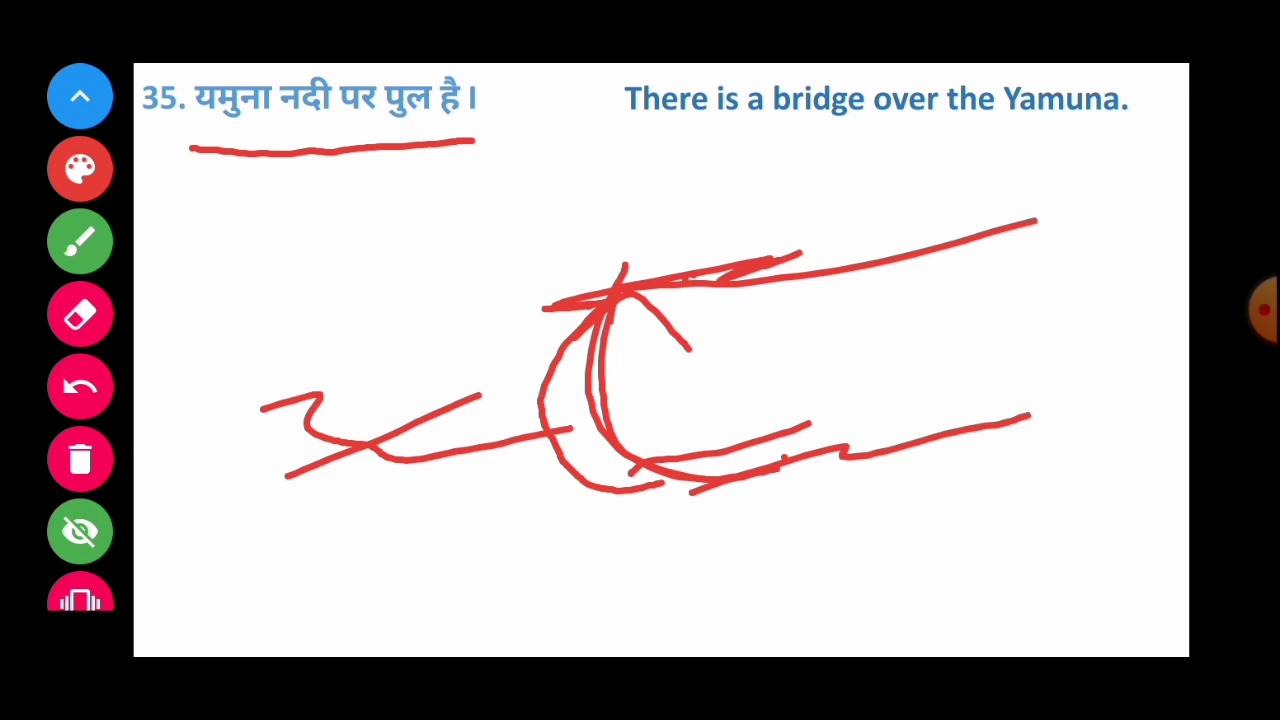 35. यमुना नदी पर पुल है । There is a bridge over the Yamuna.